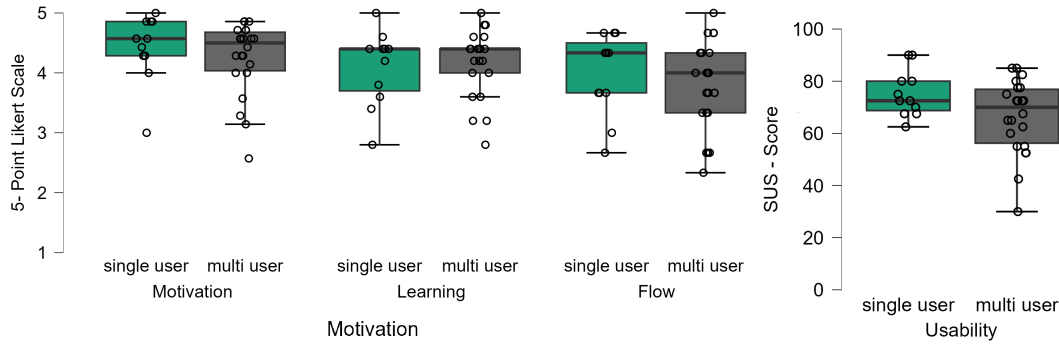 5- Point Likert Scale
5
4
3
2
1
single user
multi user
single user
multi user
single user
multi user
Motivation
Learning
Flow
Motivation
SUS - Score
100
80
60
40
20
0
single user
multi user
Usability